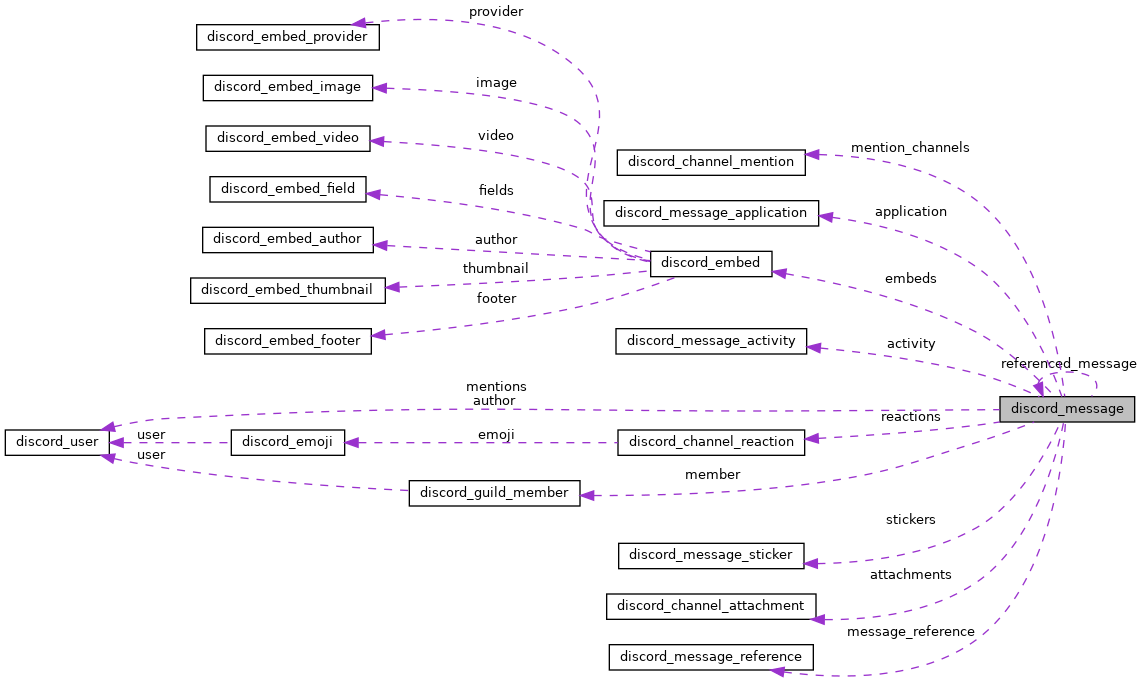 provider
discord_embed_provider
image
discord_embed_image
video
discord_embed_video
mention_channels
discord_channel_mention
fields
discord_embed_field
application
discord_message_application
author
discord_embed_author
discord_embed
thumbnail
embeds
discord_embed_thumbnail
footer
discord_embed_footer
discord_message_activity
activity
referenced_message
mentions
author
discord_message
reactions
discord_user
user
discord_emoji
emoji
discord_channel_reaction
user
member
discord_guild_member
stickers
discord_message_sticker
attachments
discord_channel_attachment
message_reference
discord_message_reference